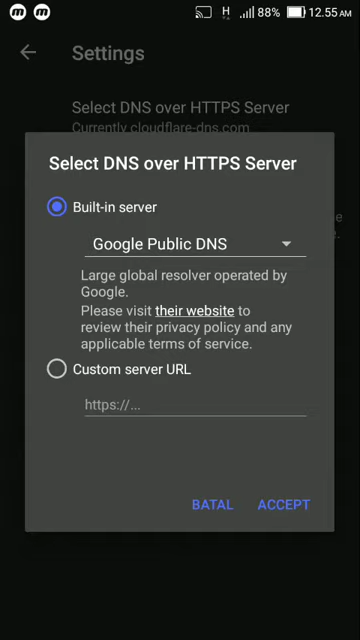 H 88% 12.55 AM
Settings
Select DNS over HTTPS Server
Currently cloudflare-dns.com
Select DNS over HTTPS Server
Built-in server
Google Public DNS
Large global resolver operated by
Google.
Please visit their website to
review their privacy policy and any
applicable terms of service.
Custom server URL
https://...
BATAL ACCEPT